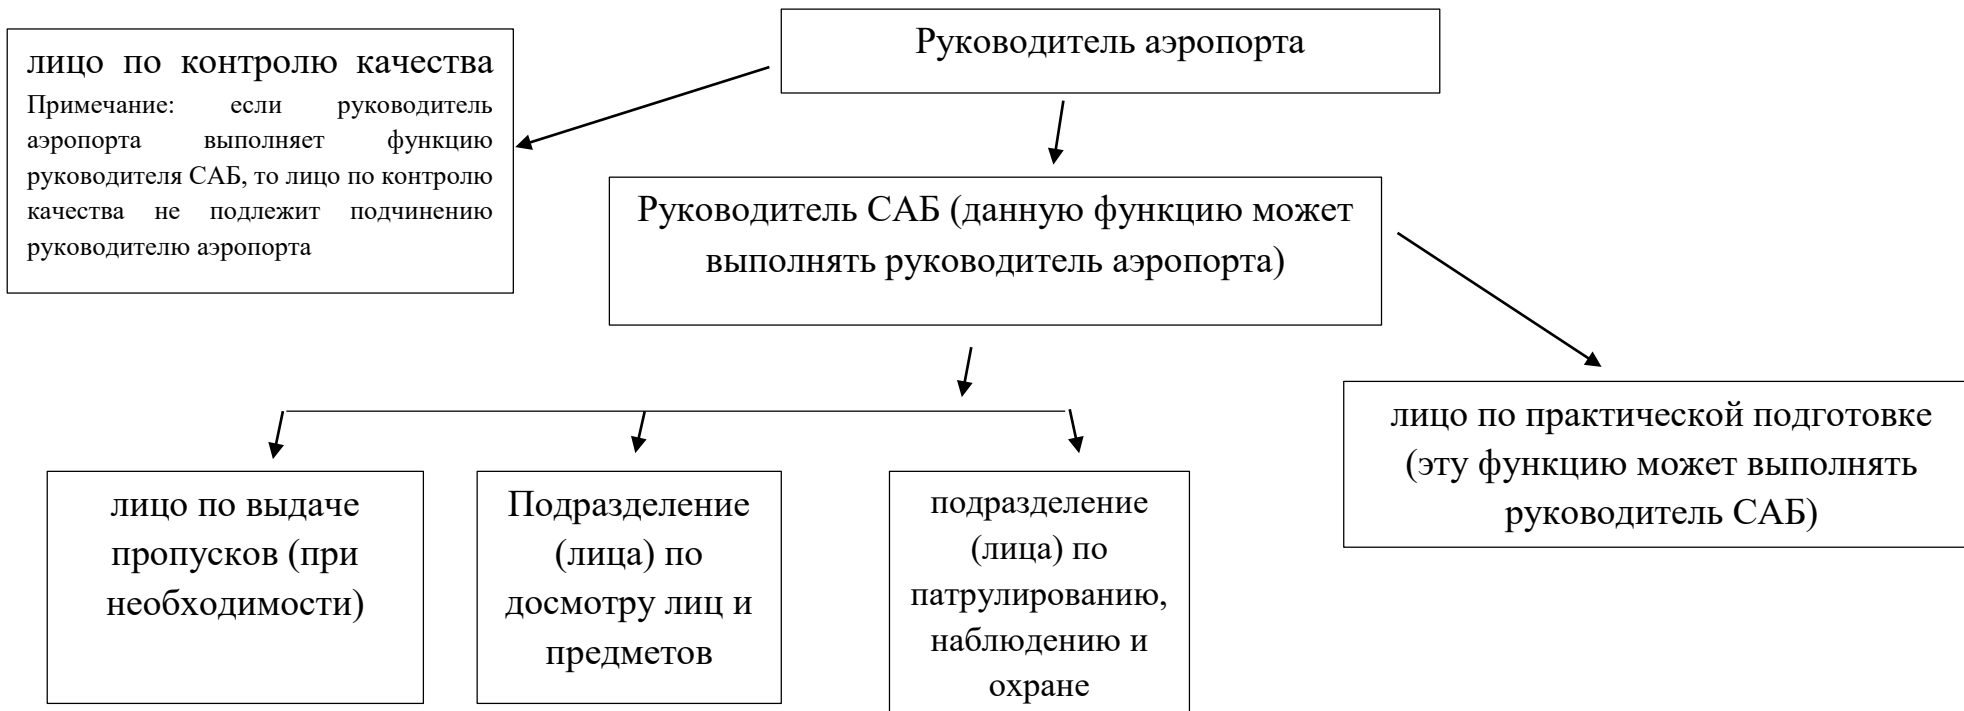 Руководитель аэропорта
лицо по контролю качества
Примечание: если руководитель
аэропорта выполняет функцию
руководителя САБ, то лицо по контролю
качества не подлежит подчинению
руководителю аэропорта
Руководитель САБ (данную функцию может
выполнять руководитель аэропорта)
лицо по практической подготовке
(эту функцию может выполнять
руководитель САБ)
лицо по выдаче
пропусков (при
необходимости)
Подразделение
(лица) по
досмотру лиц и
предметов
подразделение
(лица) по
патрулированию,
наблюдению и
охране